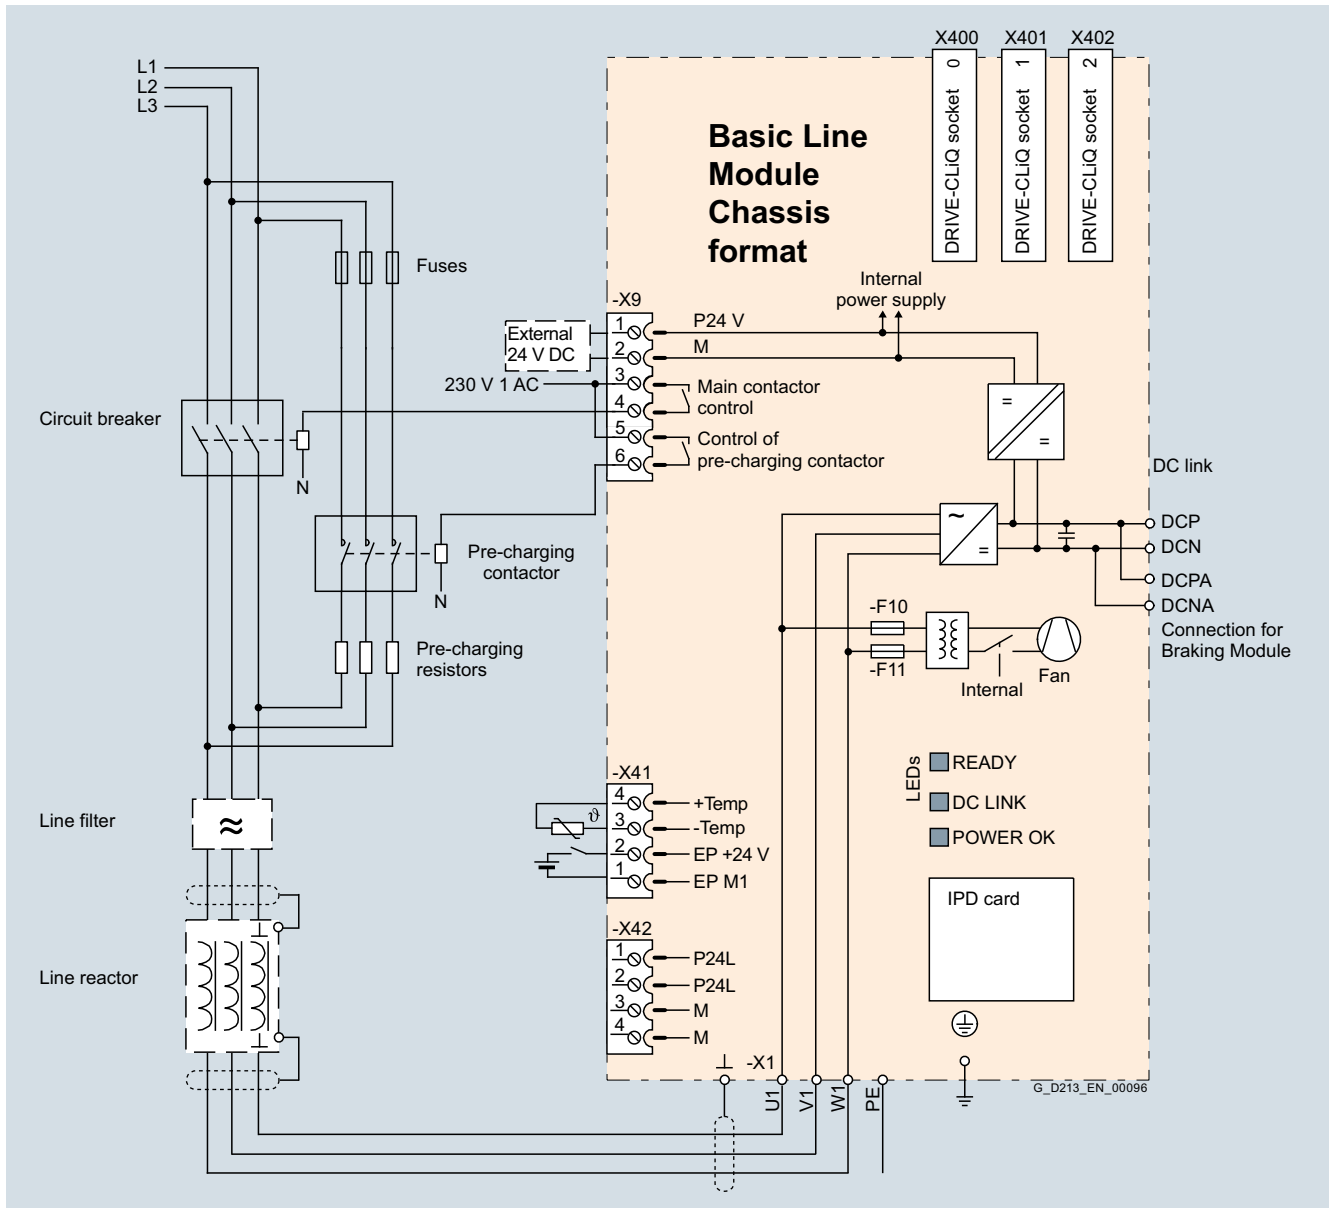 X400
X401
X402
L1
L2
L3
DRIVE-CLiQ socket 0
DRIVE-CLiQ socket 1
DRIVE-CLiQ socket 2
Basic Line
Module
Chassis
format
Fuses
Internal
power supply
-X9
External
24 V DC
1
P24 V
2
M
230 V 1 AC
3
Main contactor
control
4
5
Control of
pre-charging contactor
6
Circuit breaker
N
=
=
DC link
~
=
DCP
DCN
DCPA
DCNA
Connection for
Braking Module
Pre-charging
contactor
N
-F10
-F11
Internal
Fan
Pre-charging
resistors
LEDs
READY
DC LINK
POWER OK
-X41
4
+Temp
ϑ
3
-Temp
2
EP +24 V
1
EP M1
Line filter
≈
IPD card
-X42
1
P24L
2
P24L
3
M
4
M
Line reactor
-X1
U1
V1
W1
PE
G_D213_EN_00096